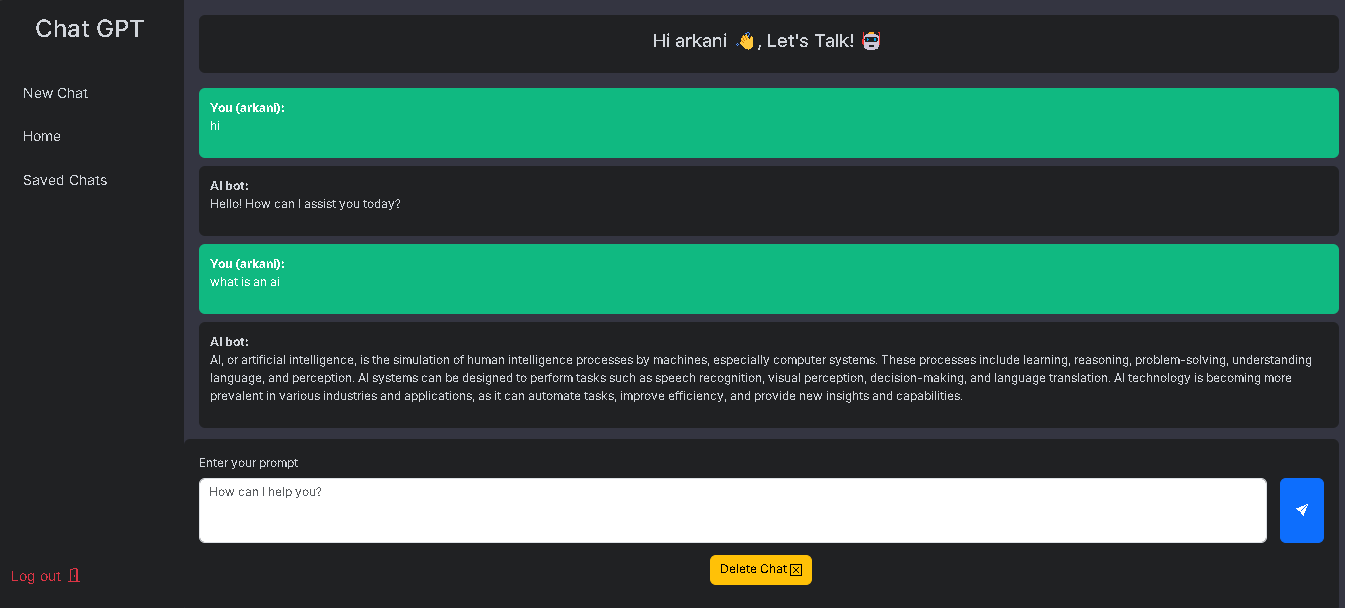 Chat GPT
New Chat
Home
Saved Chats
Log out
Hi arkani 👋, Let's Talk! 🤖
You (arkani):
hi
AI bot:
Hello! How can I assist you today?
You (arkani):
what is an ai
AI bot:
AI, or artificial intelligence, is the simulation of human intelligence processes by machines, especially computer systems. These processes include learning, reasoning, problem-solving, understanding
language, and perception. AI systems can be designed to perform tasks such as speech recognition, visual perception, decision-making, and language translation. AI technology is becoming more
prevalent in various industries and applications, as it can automate tasks, improve efficiency, and provide new insights and capabilities.
Enter your prompt
How can I help you?
Delete Chat